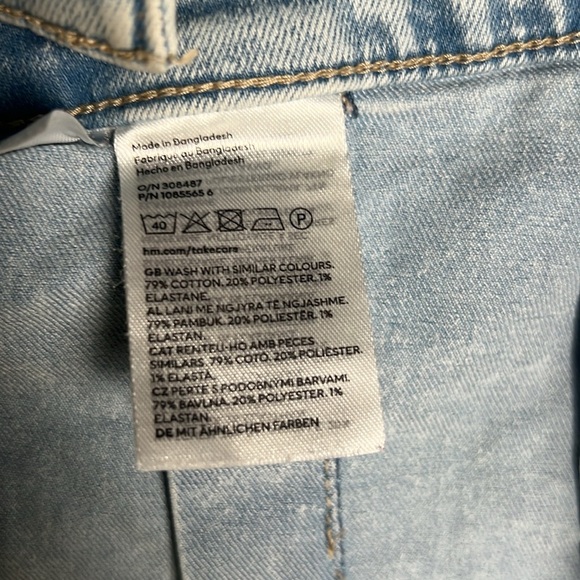 Made in Bangladesh
Fabriqué au Bangladesh
Hecho en Bangladesh
O/N 308487
P/N 1085565 6
40 P
hm.com/takecare
GB WASH WITH SIMILAR COLOURS.
79% COTTON, 20% POLYESTER, 1%
ELASTANE.
AL LANI ME NGJYRA TË NGJASHME.
79% PAMBUK, 20% POLIESTËR, 1%
ELASTAN.
CAT RENTEU-HO AMB PECES
SIMILARS. 79% COTÓ, 20% POLIÈSTER,
1% ELASTÀ.
CZ PERTE S PODOBNÝMI BARVAMI.
79% BAVLNA, 20% POLYESTER, 1%
ELASTAN.
DE MIT ÄHNLICHEN FARBEN